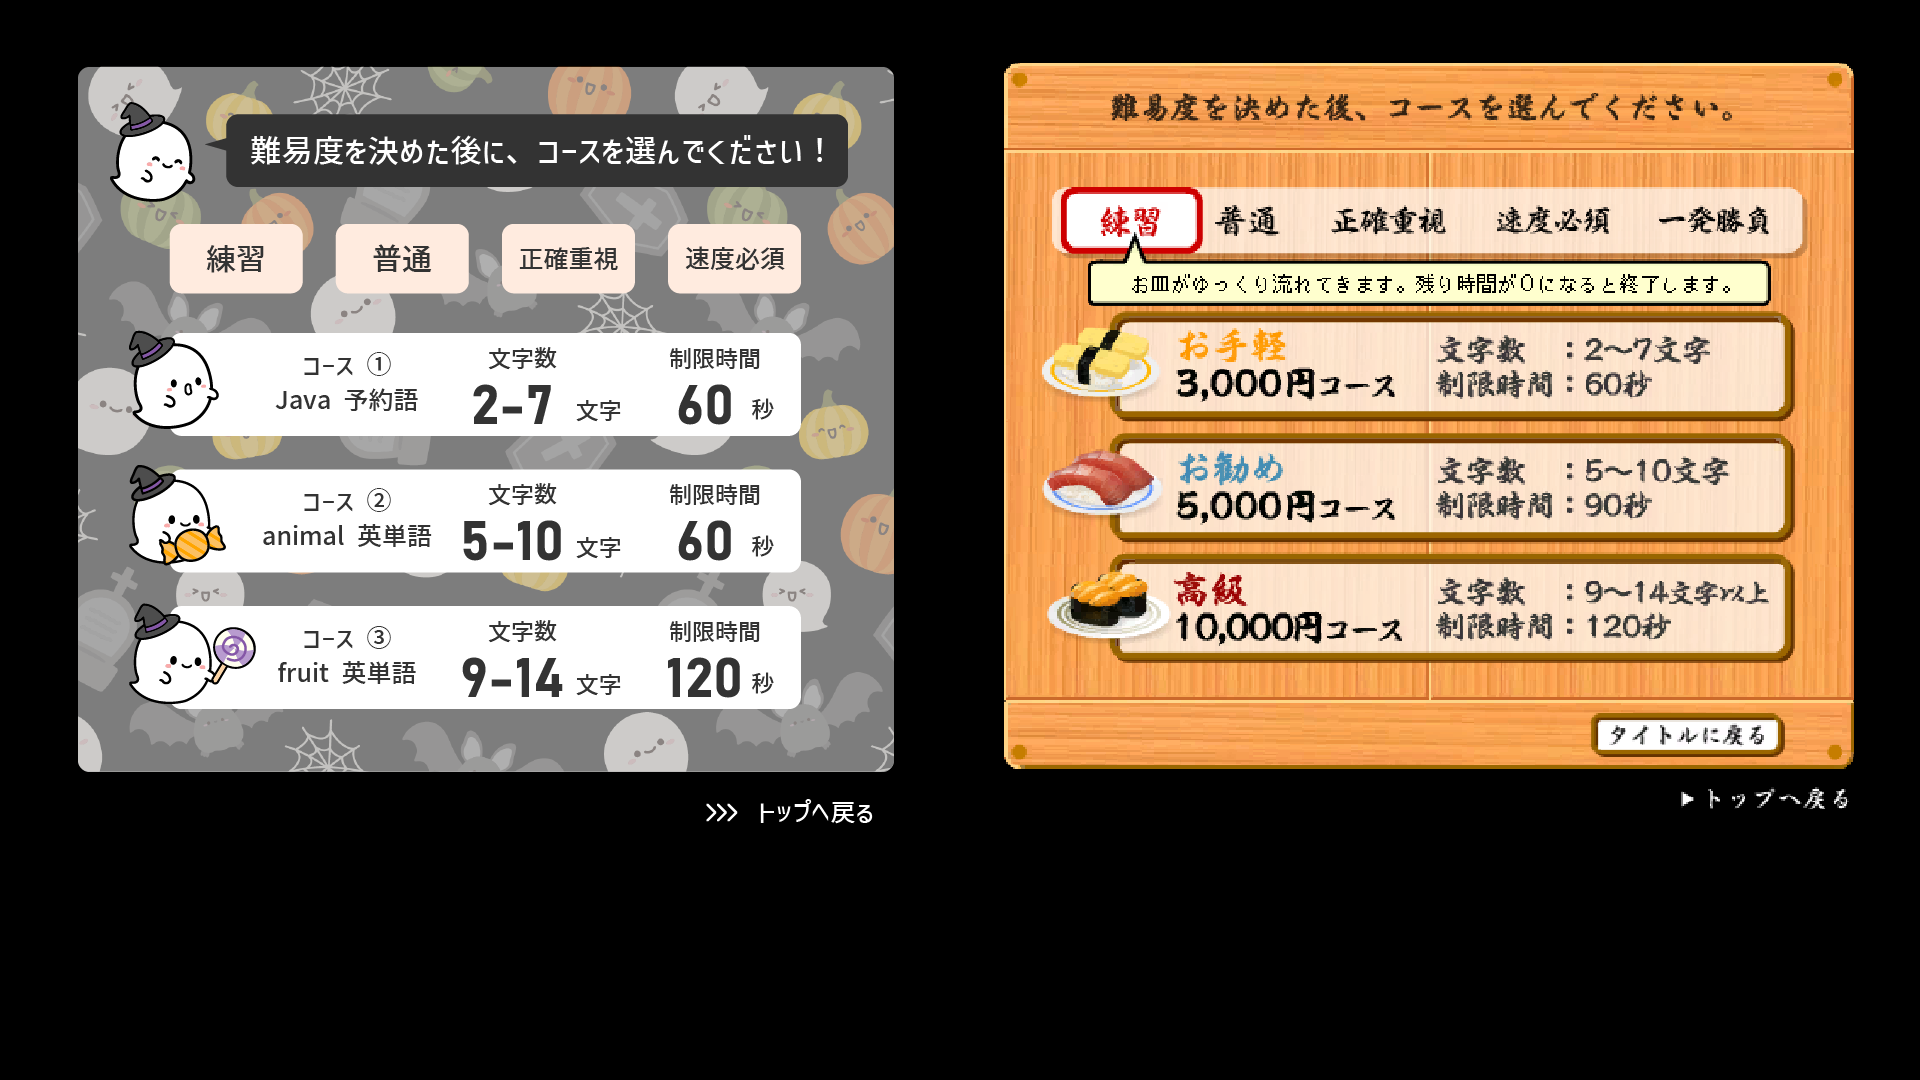 難易度を決めた後に、コースを選んでください！
練習 普通 正確重視 速度必須
コース ① 文字数 制限時間
Java 予約語 2-7 文字 60 秒
コース ② 文字数 制限時間
animal 英単語 5-10 文字 60 秒
コース ③ 文字数 制限時間
fruit 英単語 9-14 文字 120 秒
>>> トップへ戻る
難易度を決めた後、コースを選んでください。
練習 普通 正確重視 速度必須 一発勝負
お皿がゆっくり流れてきます。残り時間が0になると終了します。
お手軽 文字数 ：2～7文字
3,000円コース 制限時間：60秒
お勧め 文字数 ：5～10文字
5,000円コース 制限時間：90秒
高級 文字数 ：9～14文字以上
10,000円コース 制限時間：120秒
タイトルに戻る
▶トップへ戻る